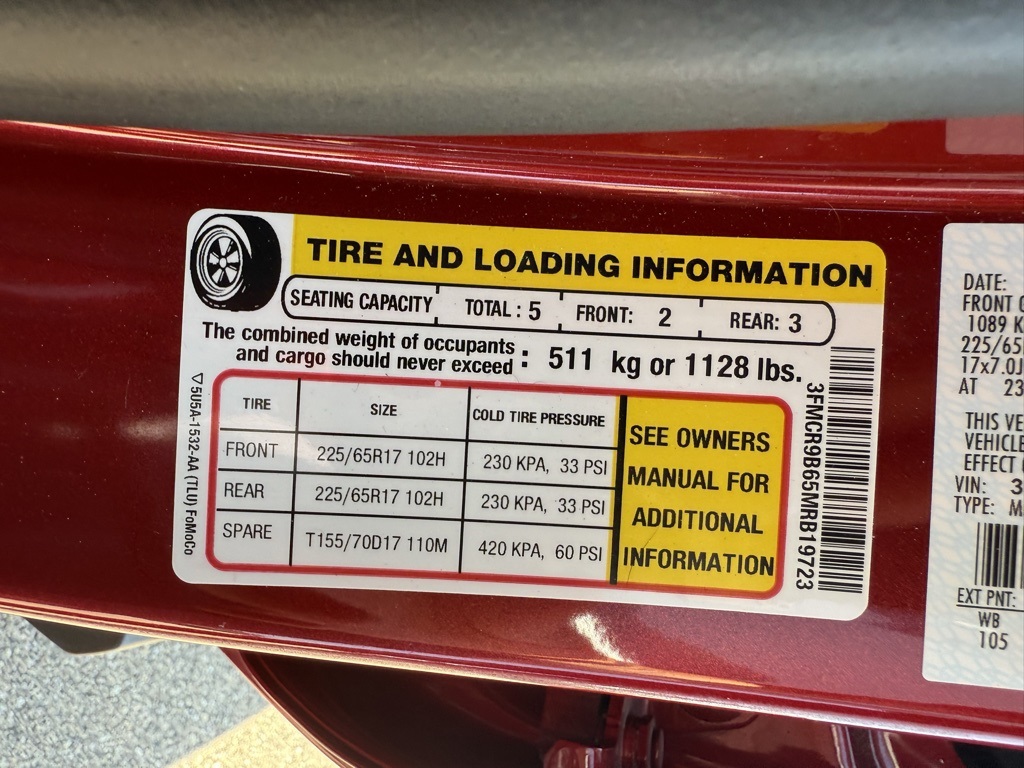 TIRE AND LOADING INFORMATION
SEATING CAPACITY TOTAL : 5 FRONT: 2 REAR: 3
The combined weight of occupants
and cargo should never exceed : 511 kg or 1128 lbs.
TIRE SIZE COLD TIRE PRESSURE
FRONT 225/65R17 102H 230 KPA, 33 PSI
REAR 225/65R17 102H 230 KPA, 33 PSI
SPARE T155/70D17 110M 420 KPA, 60 PSI
SEE OWNERS
MANUAL FOR
ADDITIONAL
INFORMATION
▽5U5A-1532-AA (TLU) FoMoCo
3FMCR9B65MRB19723
DATE:
FRONT
1089
225/65
17x7.0J
AT 23
THIS VE
VEHICLE
EFFECT
VIN: 3
TYPE: M
EXT PNT:
WB
105